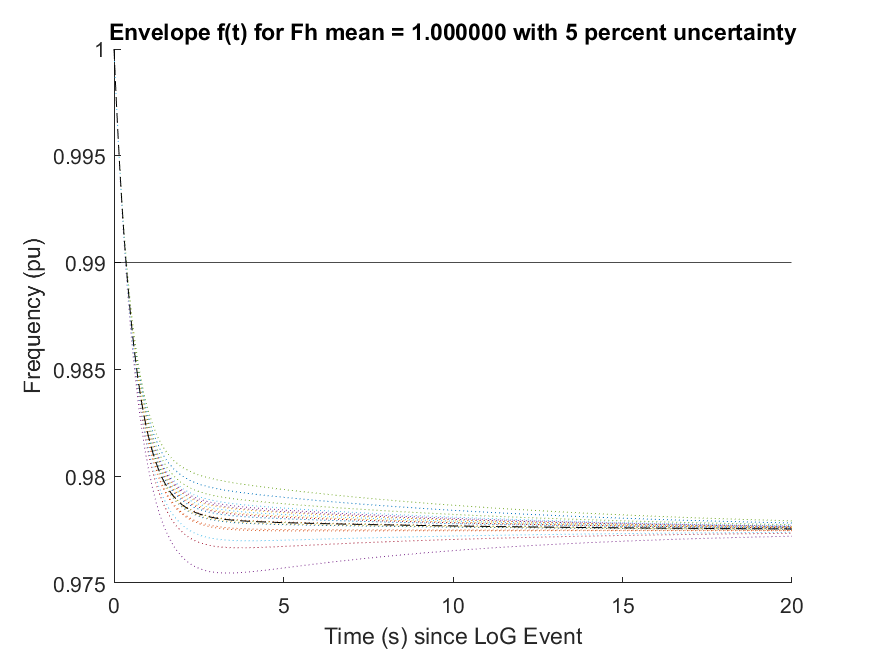 Envelope f(t) for Fh mean = 1.000000 with 5 percent uncertainty
1
0.995
0.99
0.985
0.98
0.975
Frequency (pu)
0 5 10 15 20
Time (s) since LoG Event